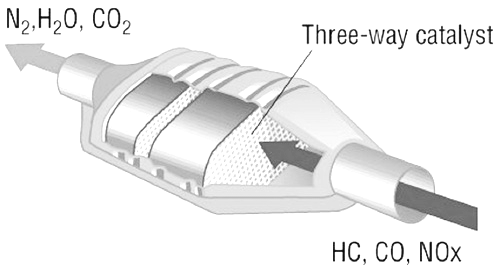 N₂,H₂O, CO₂
Three-way catalyst
HC, CO, NOx